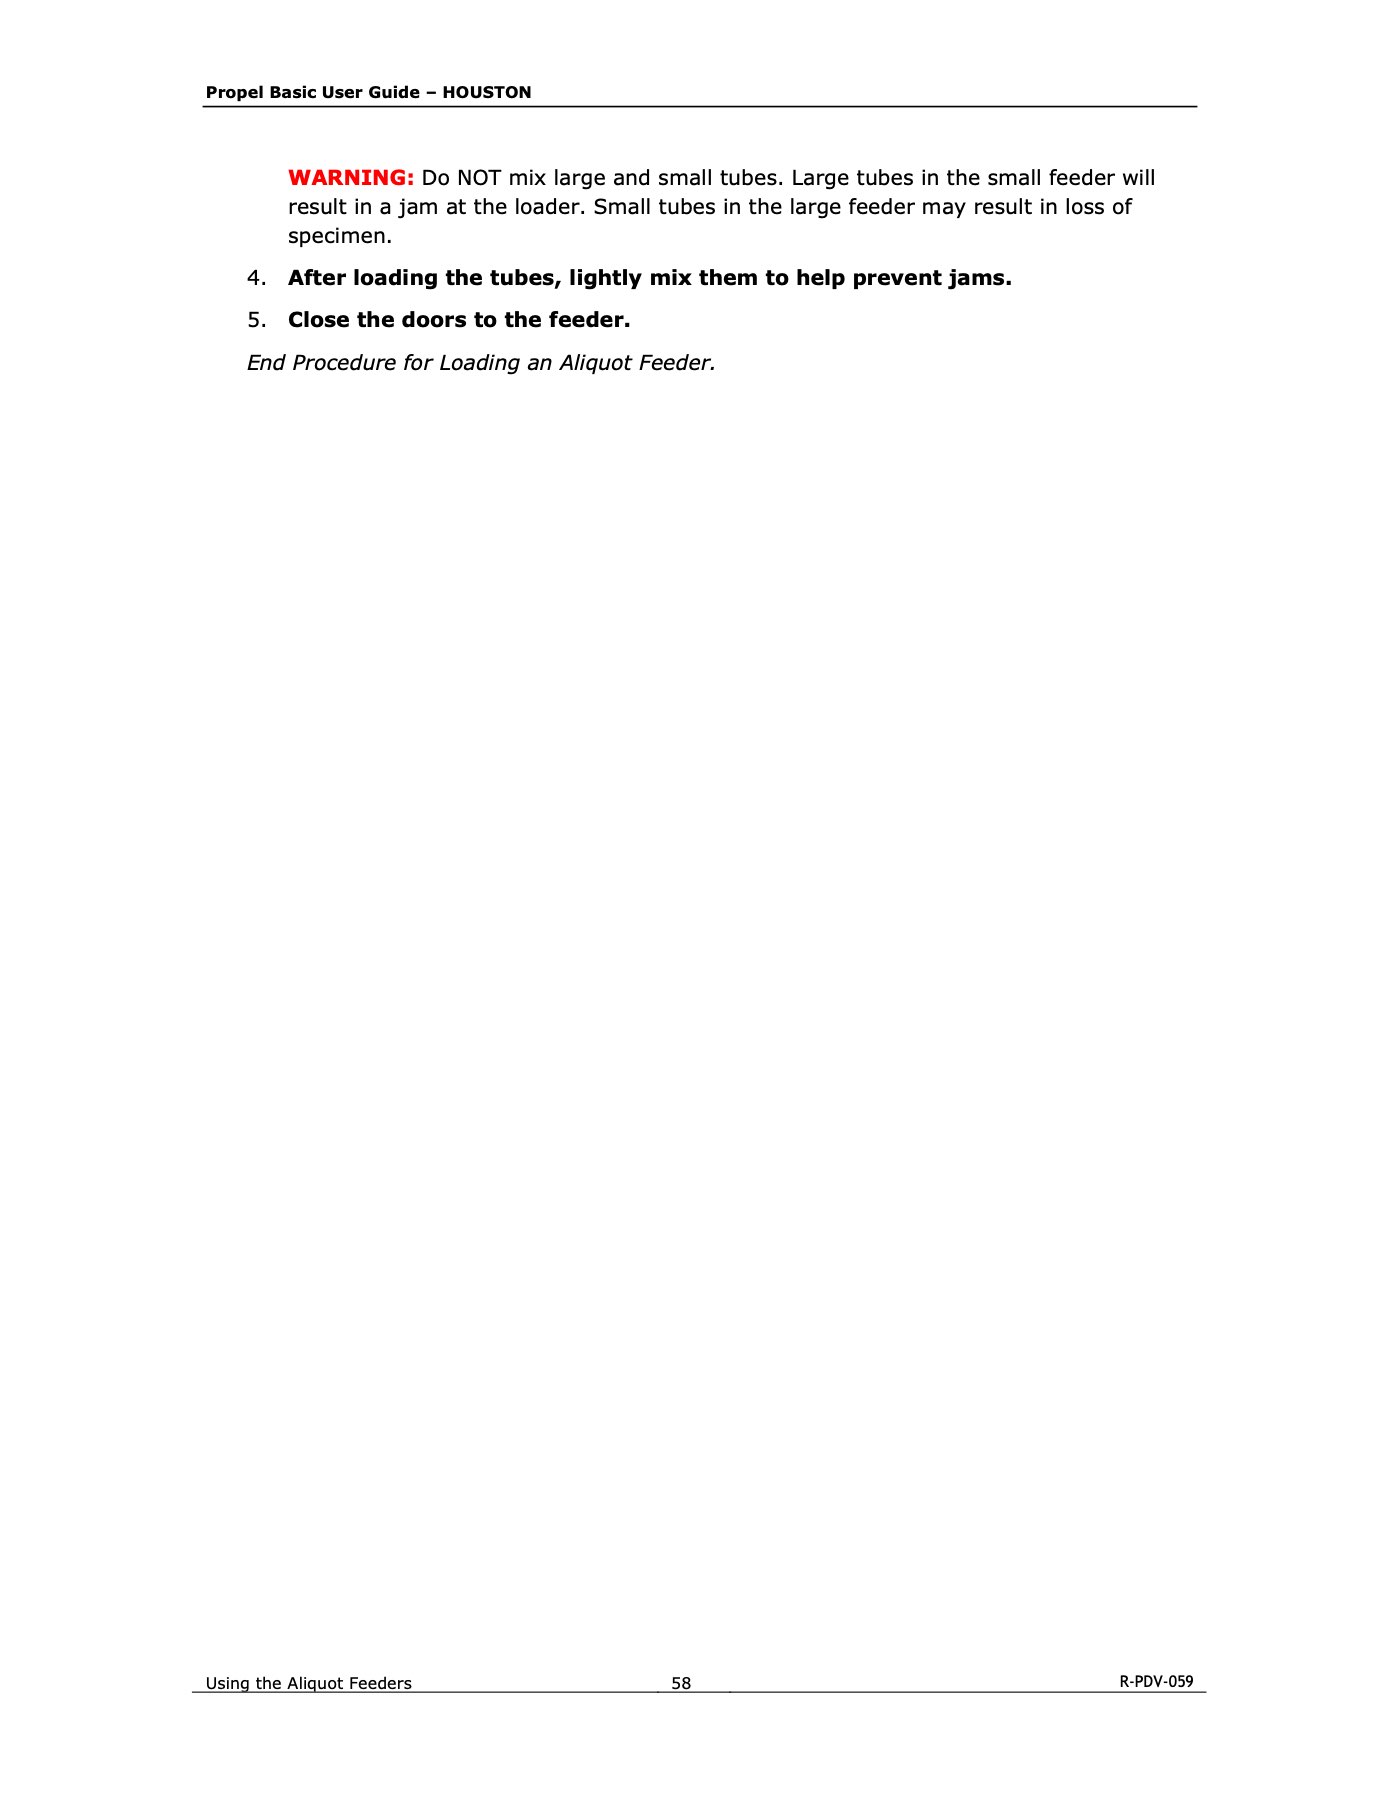 Propel Basic User Guide – HOUSTON
WARNING: Do NOT mix large and small tubes. Large tubes in the small feeder will
result in a jam at the loader. Small tubes in the large feeder may result in loss of
specimen.
4. After loading the tubes, lightly mix them to help prevent jams.
5. Close the doors to the feeder.
End Procedure for Loading an Aliquot Feeder.
Using the Aliquot Feeders 58 R-PDV-059